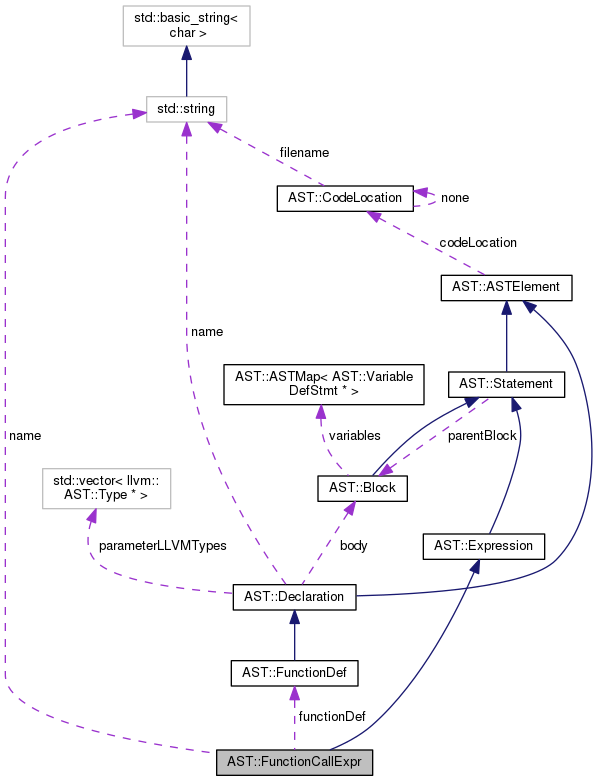 std::basic_string<
char >
std::string
filename
AST::CodeLocation
none
codeLocation
AST::ASTElement
name
AST::ASTMap< AST::Variable
DefStmt * >
AST::Statement
variables
parentBlock
name
std::vector< llvm::
AST::Type * >
AST::Block
parameterLLVMTypes
body
AST::Expression
AST::Declaration
AST::FunctionDef
functionDef
AST::FunctionCallExpr